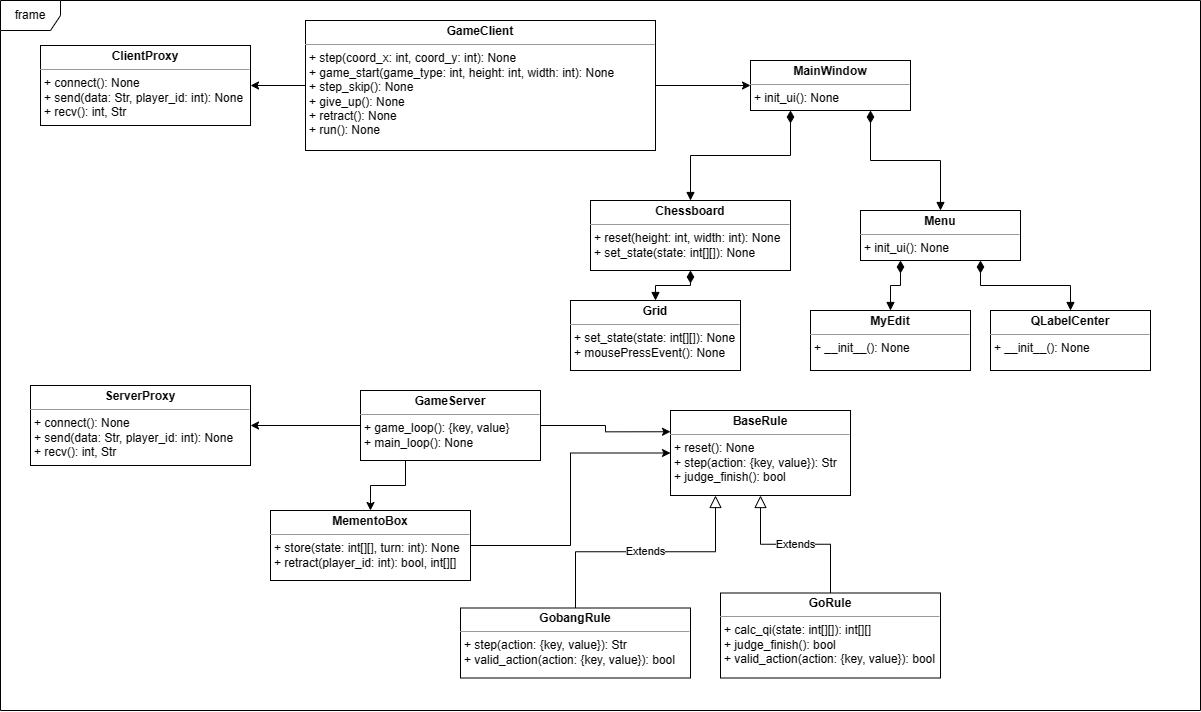 frame
GameClient
+ step(coord_x: int, coord_y: int): None
+ game_start(game_type: int, height: int, width: int): None
+ step_skip(): None
+ give_up(): None
+ retract(): None
+ run(): None
ClientProxy
+ connect(): None
+ send(data: Str, player_id: int): None
+ recv(): int, Str
MainWindow
+ init_ui(): None
Chessboard
+ reset(height: int, width: int): None
+ set_state(state: int[][]): None
Menu
+ init_ui(): None
Grid
+ set_state(state: int[][]): None
+ mousePressEvent(): None
MyEdit
+ __init__(): None
QLabelCenter
+ __init__(): None
ServerProxy
+ connect(): None
+ send(data: Str, player_id: int): None
+ recv(): int, Str
GameServer
+ game_loop(): {key, value}
+ main_loop(): None
BaseRule
+ reset(): None
+ step(action: {key, value}): Str
+ judge_finish(): bool
MementoBox
+ store(state: int[][], turn: int): None
+ retract(player_id: int): bool, int[][]
Extends
Extends
GobangRule
+ step(action: {key, value}): Str
+ valid_action(action: {key, value}): bool
GoRule
+ calc_qi(state: int[][]): int[][]
+ judge_finish(): bool
+ valid_action(action: {key, value}): bool